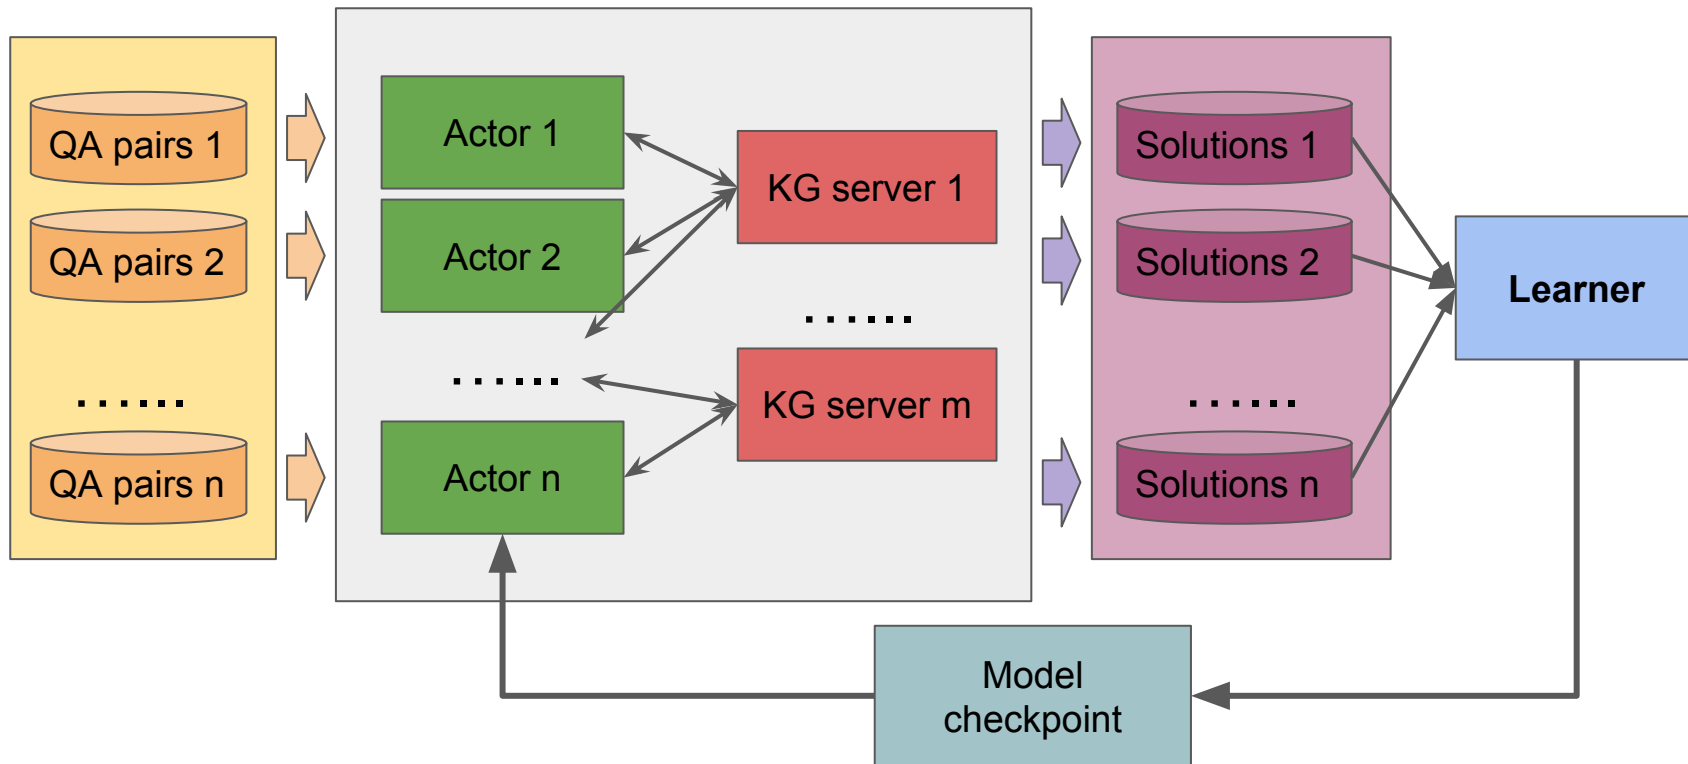 QA pairs 1
QA pairs 2
......
QA pairs n
Actor 1
Actor 2
......
Actor n
KG server 1
......
KG server m
Solutions 1
Solutions 2
......
Solutions n
Learner
Model
checkpoint